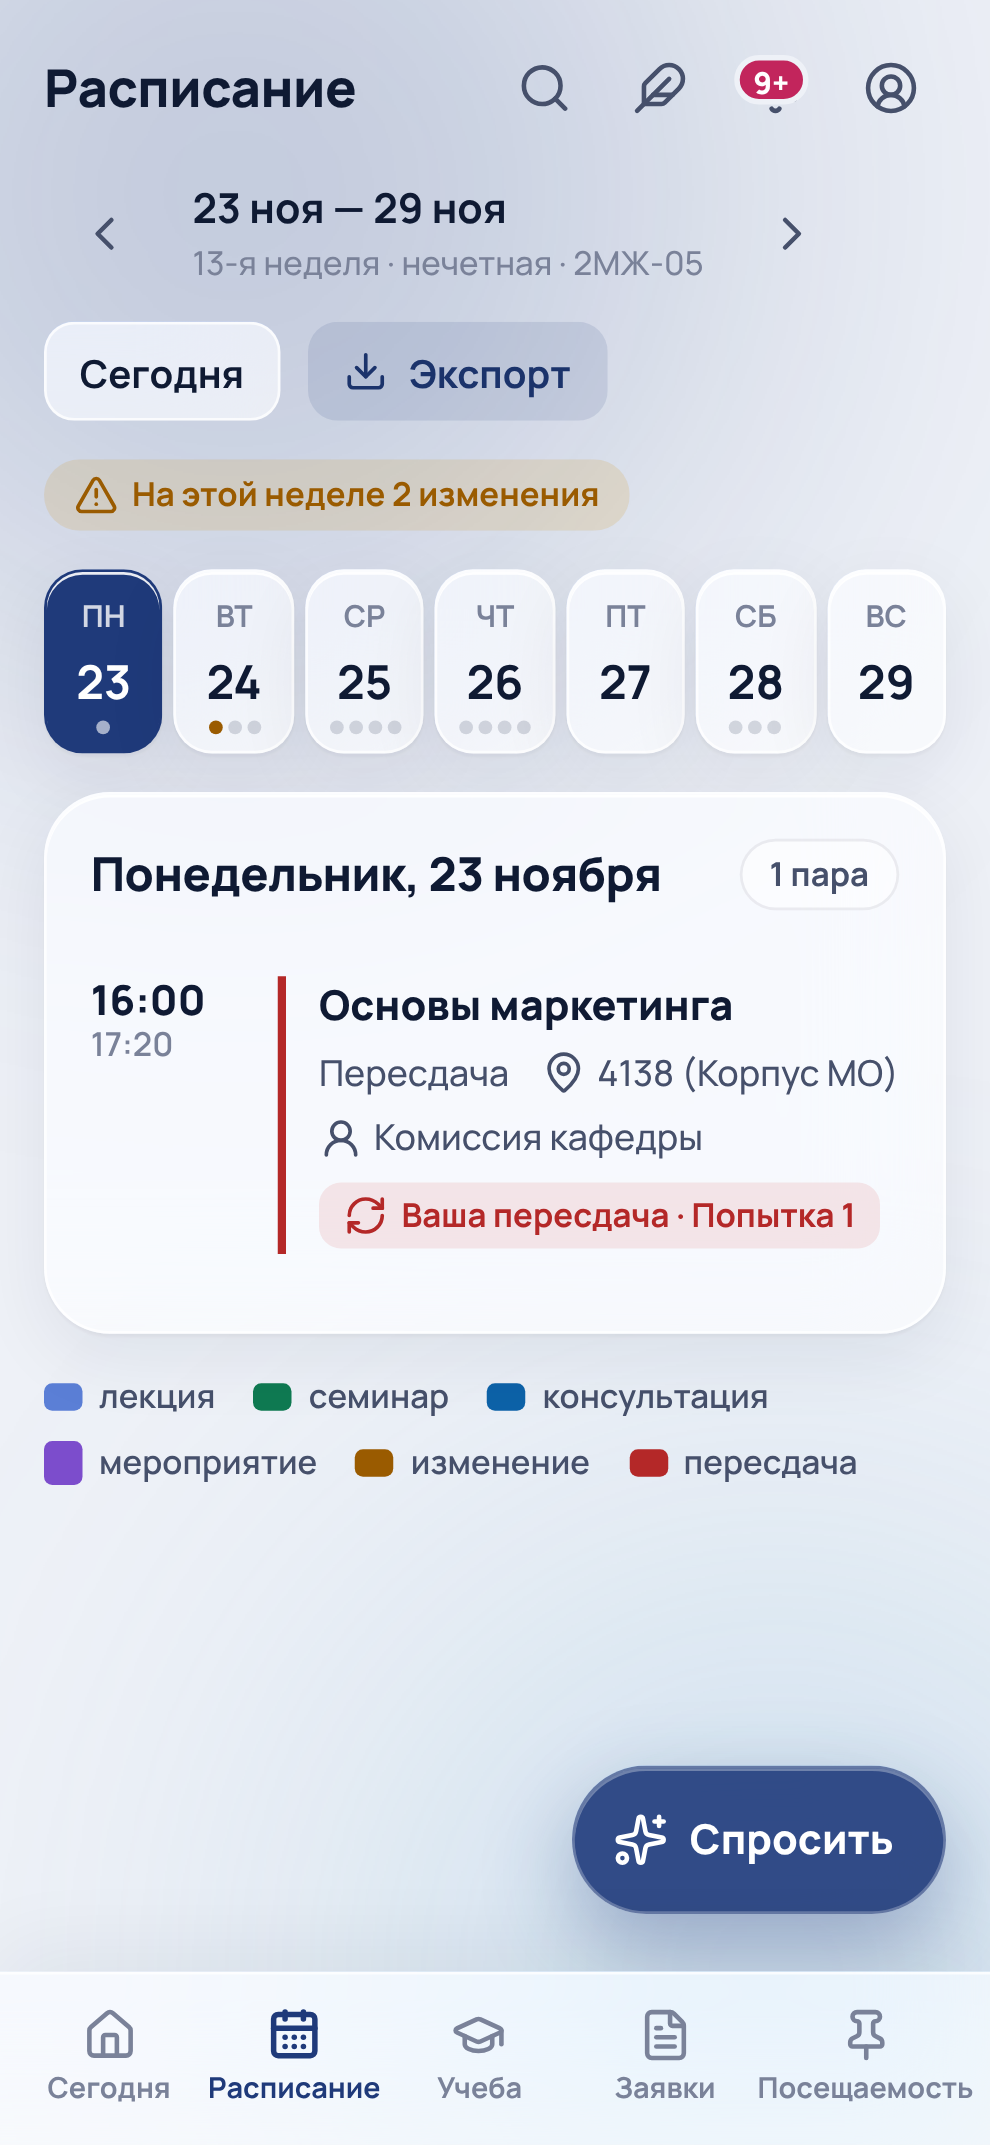 Расписание
9+
23 ноя — 29 ноя
13-я неделя · нечетная · 2МЖ-05
Сегодня
Экспорт
На этой неделе 2 изменения
ПН ВТ СР ЧТ ПТ СБ ВС
23 24 25 26 27 28 29
Понедельник, 23 ноября
1 пара
16:00
17:20
Основы маркетинга
Пересдача 4138 (Корпус МО)
Комиссия кафедры
Ваша пересдача · Попытка 1
лекция семинар консультация
мероприятие изменение пересдача
Спросить
Сегодня Расписание Учеба Заявки Посещаемость